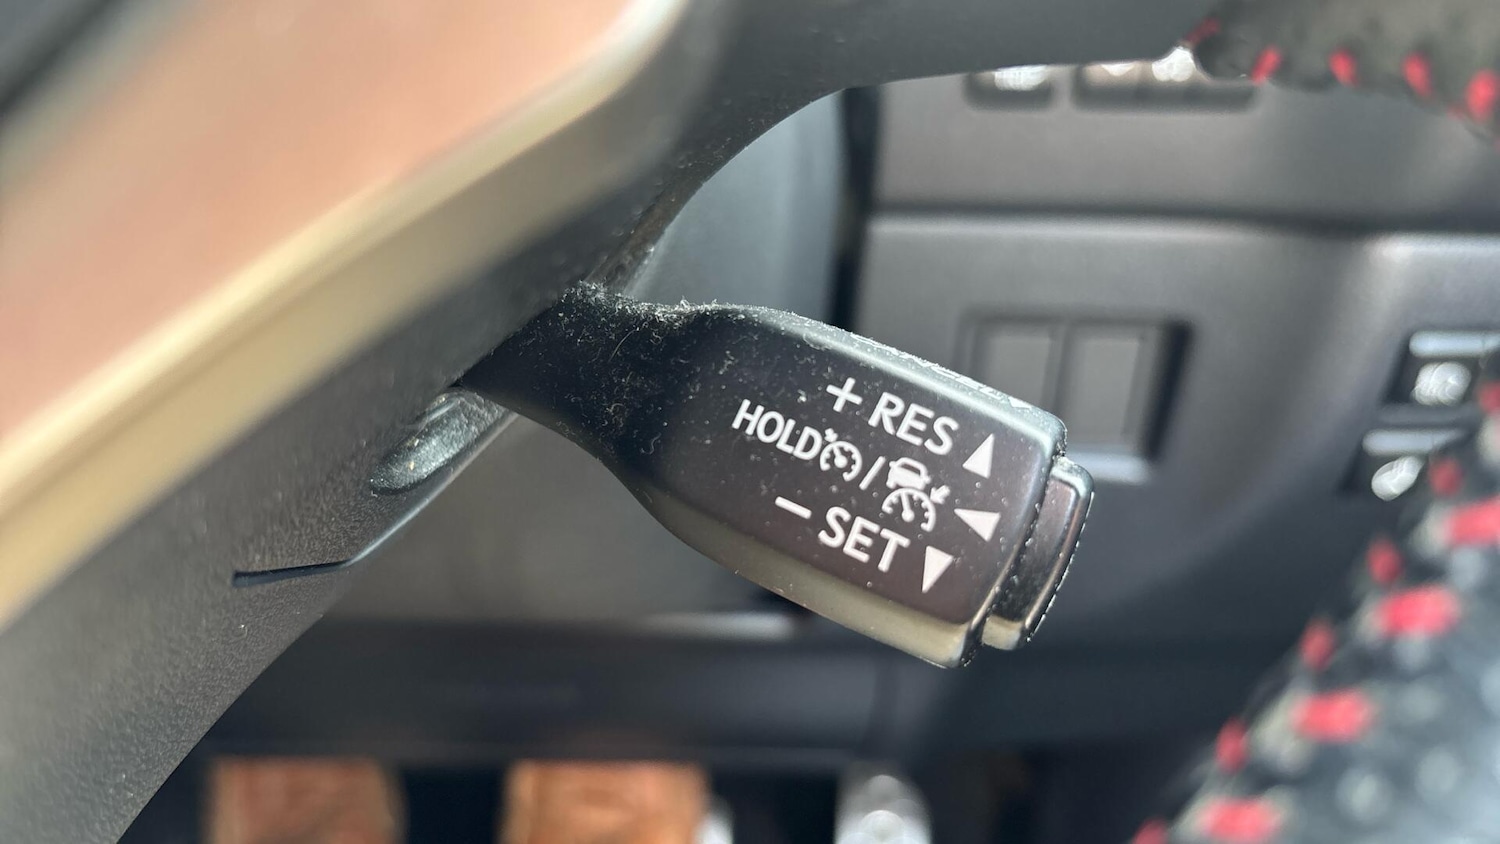 + RES ▲
HOLD / ◀
− SET ▼